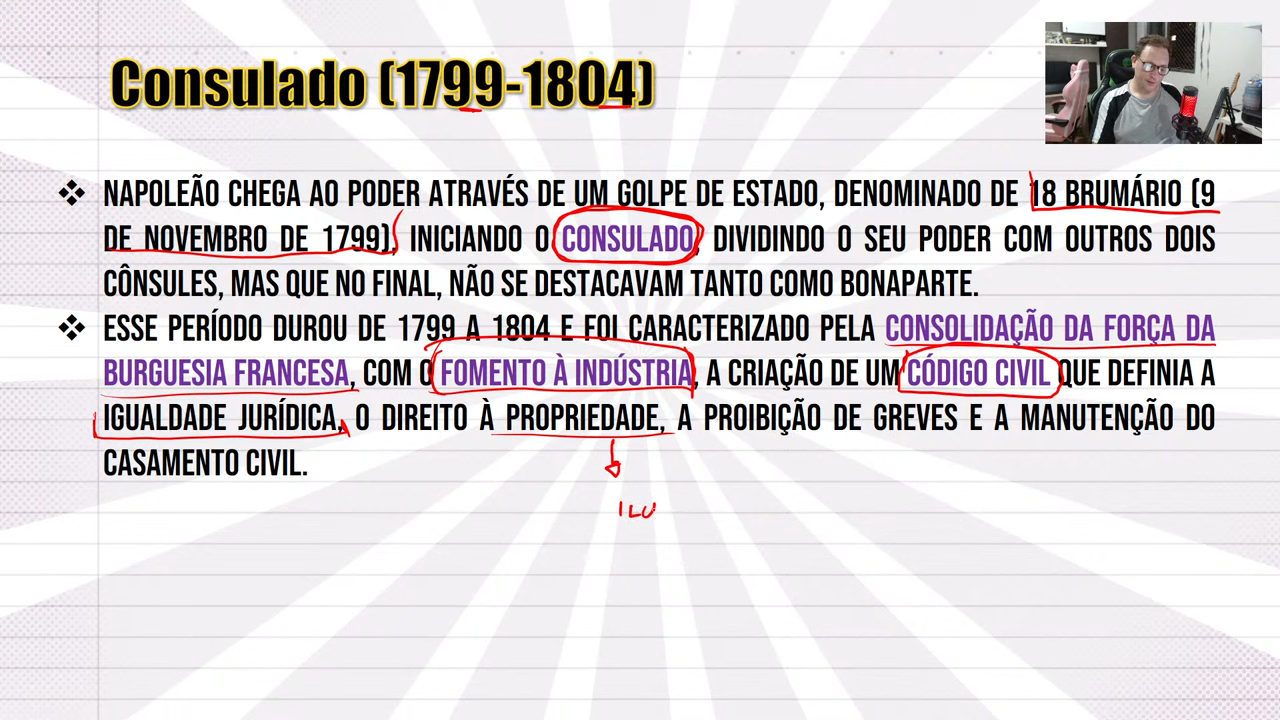 Consulado (1799-1804)
❖ NAPOLEÃO CHEGA AO PODER ATRAVÉS DE UM GOLPE DE ESTADO, DENOMINADO DE 18 BRUMÁRIO (9
DE NOVEMBRO DE 1799), INICIANDO O CONSULADO, DIVIDINDO O SEU PODER COM OUTROS DOIS
CÔNSULES, MAS QUE NO FINAL, NÃO SE DESTACAVAM TANTO COMO BONAPARTE.
❖ ESSE PERÍODO DUROU DE 1799 A 1804 E FOI CARACTERIZADO PELA CONSOLIDAÇÃO DA FORÇA DA
BURGUESIA FRANCESA, COM O FOMENTO À INDÚSTRIA, A CRIAÇÃO DE UM CÓDIGO CIVIL QUE DEFINIA A
IGUALDADE JURÍDICA, O DIREITO À PROPRIEDADE, A PROIBIÇÃO DE GREVES E A MANUTENÇÃO DO
CASAMENTO CIVIL.
ILU